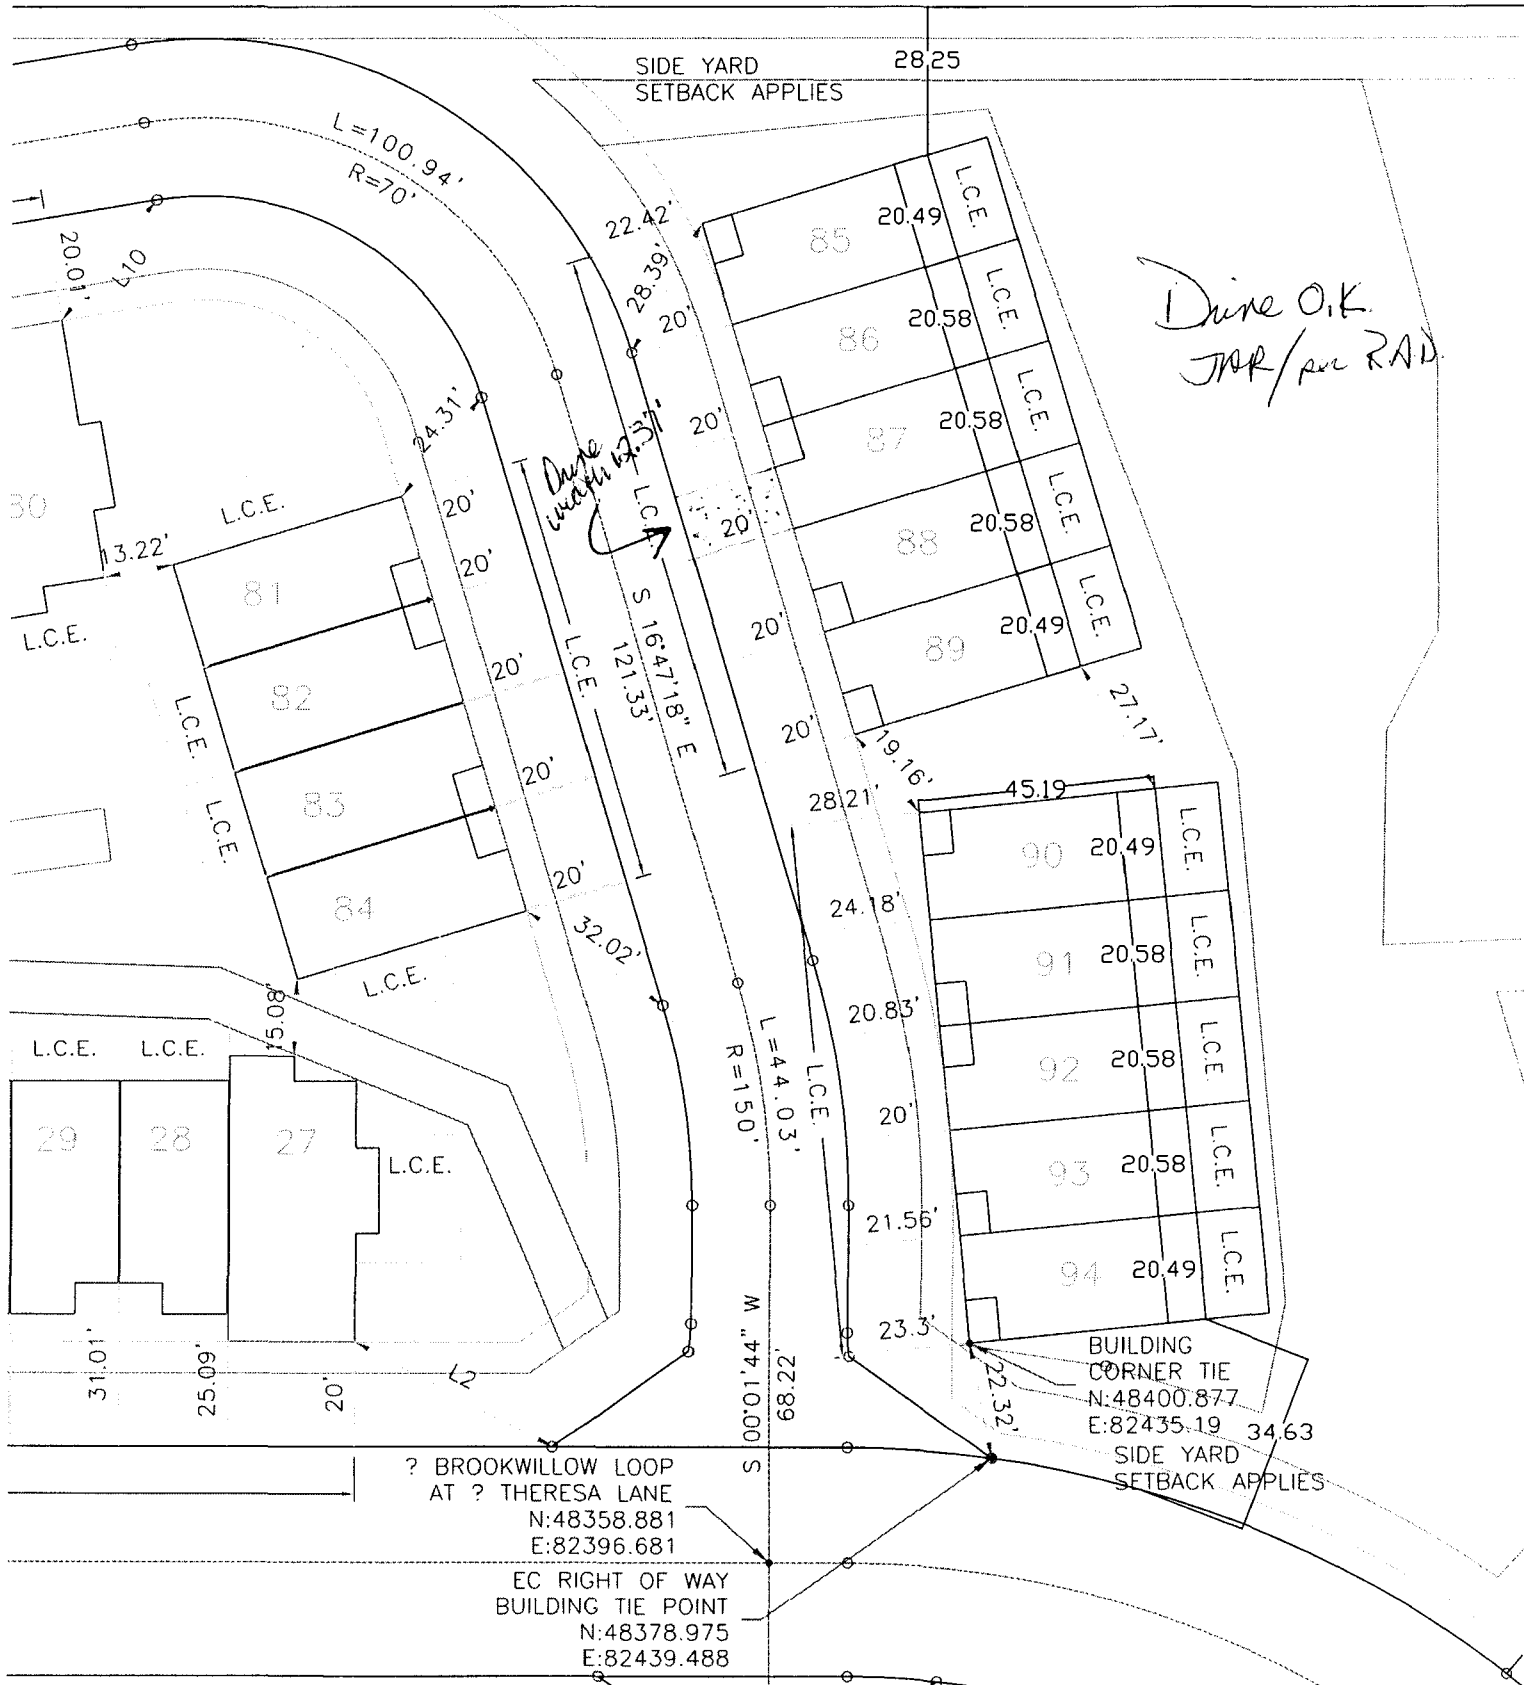 SIDE YARD
SETBACK APPLIES
28.25
L=100.94'
R=70'
22.42'
28.39'
20.01'
L10
85
20.49
L.C.E.
20'
86
20.58
L.C.E.
20'
87
20.58
L.C.E.
20'
88
20.58
L.C.E.
20'
89
20.49
L.C.E.
20'
O.K.
24.31'
L.C.E.
30
13.22'
L.C.E.
L.C.E.
81
20'
20'
82
20'
L.C.E.
83
20'
L.C.E.
84
20'
L.C.E.
32.02'
15.08'
L.C.E.
S 16°47'18" E
121.33'
27.17'
19.16'
28.21'
45.19
90
20.49
L.C.E.
24.18'
91
20.58
L.C.E.
20.83'
92
20.58
L.C.E.
20'
93
20.58
L.C.E.
21.56'
94
20.49
L.C.E.
23.3'
L=44.03'
R=150'
L.C.E.
L.C.E.
L.C.E.
29
28
27
L.C.E.
31.01'
25.09'
20'
L2
S 00°01'44" W
68.22'
22.32'
BUILDING
CORNER TIE
N:48400.877
E:82435.19
34.63
SIDE YARD
SETBACK APPLIES
? BROOKWILLOW LOOP
AT ? THERESA LANE
N:48358.881
E:82396.681
EC RIGHT OF WAY
BUILDING TIE POINT
N:48378.975
E:82439.488